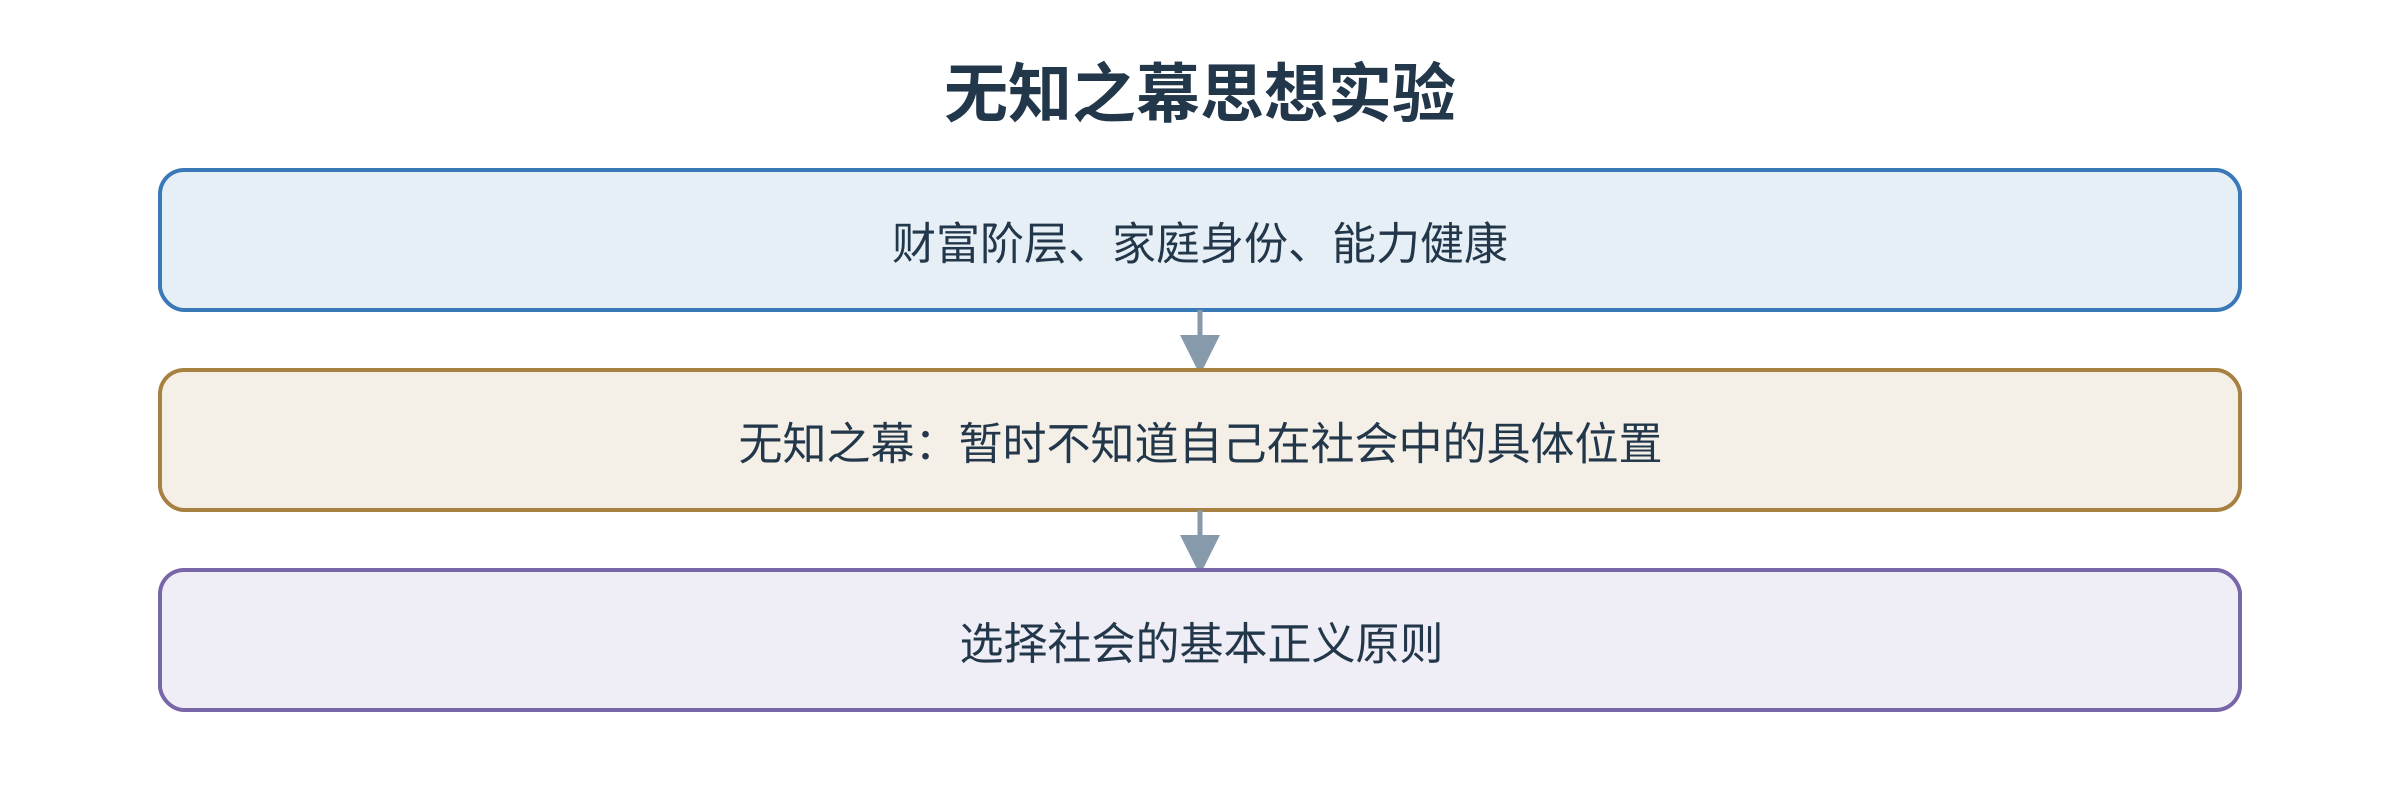 无知之幕思想实验
财富阶层、家庭身份、能力健康
无知之幕：暂时不知道自己在社会中的具体位置
选择社会的基本正义原则